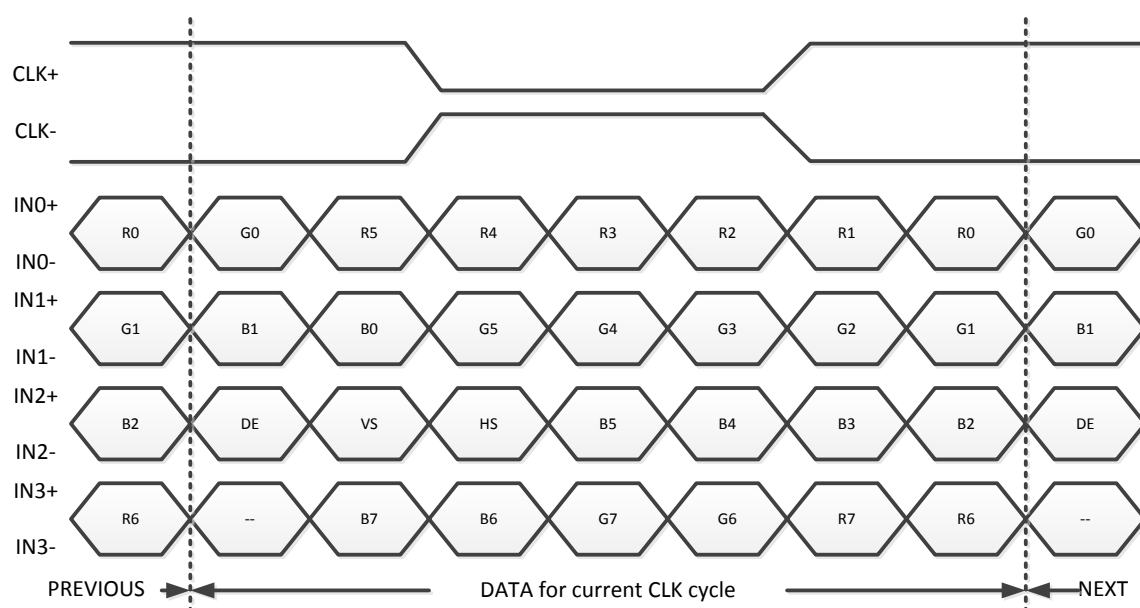 CLK+
CLK-
IN0+
R0 G0 R5 R4 R3 R2 R1 R0 G0
IN0-
IN1+
G1 B1 B0 G5 G4 G3 G2 G1 B1
IN1-
IN2+
B2 DE VS HS B5 B4 B3 B2 DE
IN2-
IN3+
R6 -- B7 B6 G7 G6 R7 R6 --
IN3-
PREVIOUS DATA for current CLK cycle NEXT